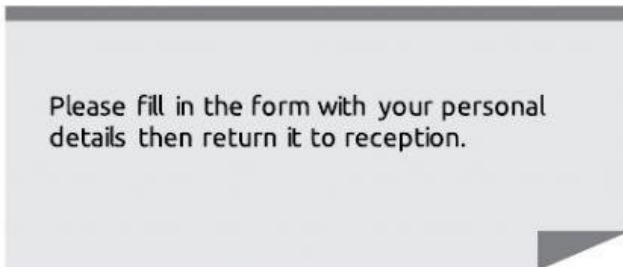 Please fill in the form with your personal
details then return it to reception.